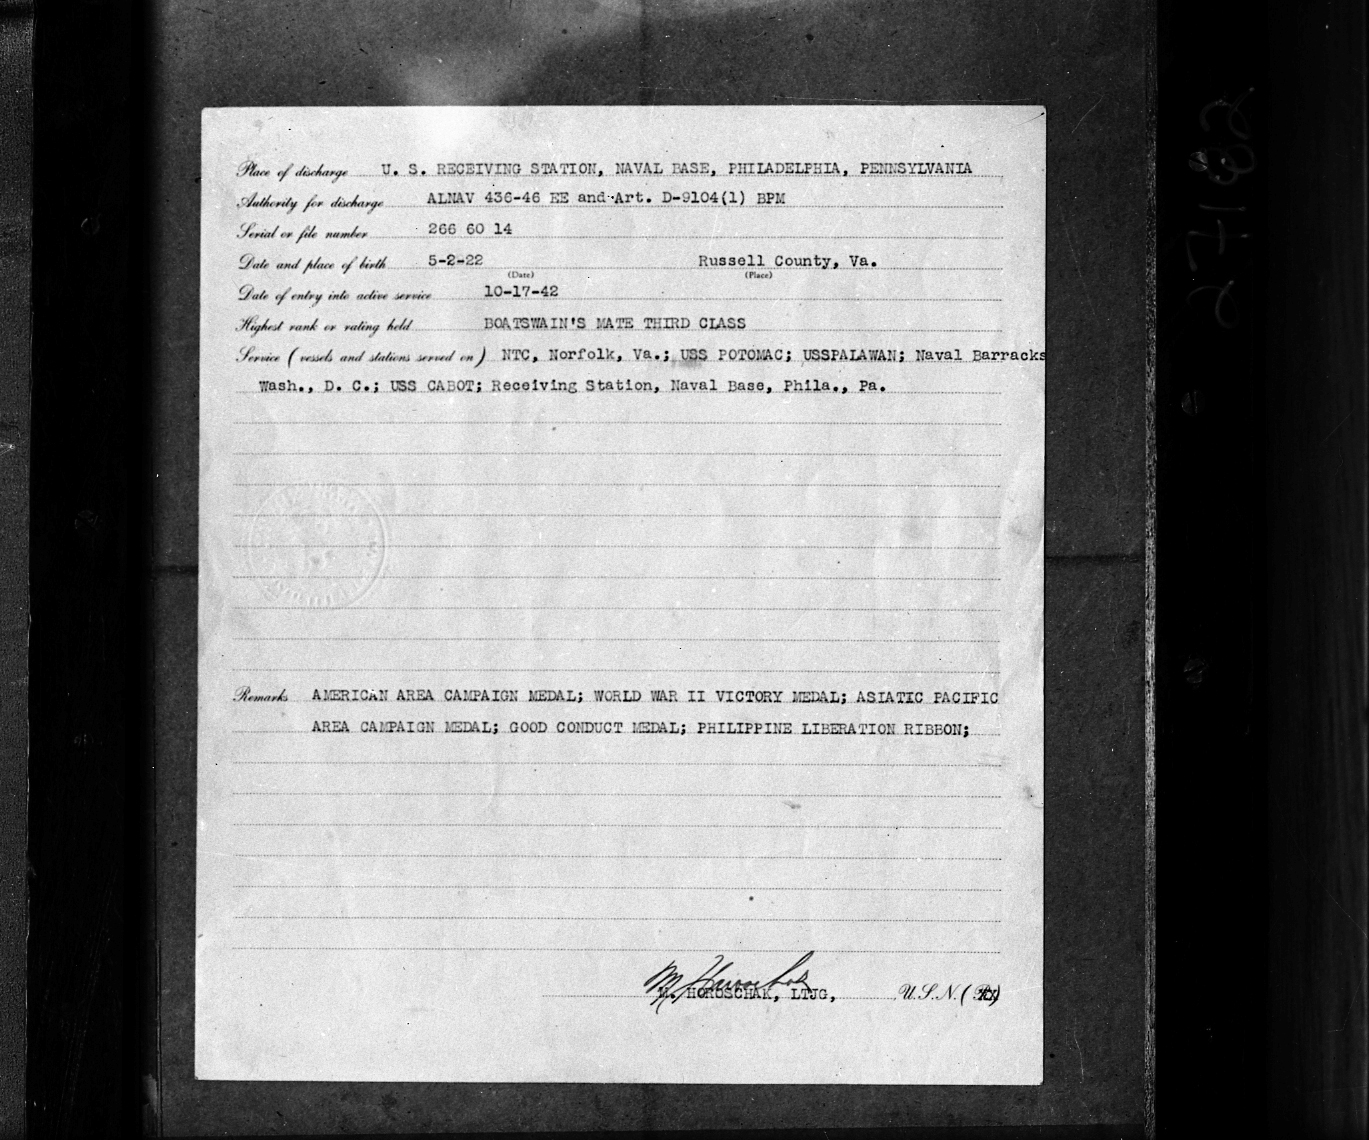 Place of discharge U. S. RECEIVING STATION, NAVAL BASE, PHILADELPHIA, PENNSYLVANIA
Authority for discharge ALNAV 436-46 EE and Art. D-9104(1) BPM
Serial or file number 266 60 14
Date and place of birth 5-2-22 Russell County, Va.
(Date) (Place)
Date of entry into active service 10-17-42
Highest rank or rating held BOATSWAIN'S MATE THIRD CLASS
Service (vessels and stations served on) NTC, Norfolk, Va.; USS POTOMAC; USSPALAWAN; Naval Barracks
Wash., D. C.; USS CABOT; Receiving Station, Naval Base, Phila., Pa.
Remarks AMERICAN AREA CAMPAIGN MEDAL; WORLD WAR II VICTORY MEDAL; ASIATIC PACIFIC
AREA CAMPAIGN MEDAL; GOOD CONDUCT MEDAL; PHILIPPINE LIBERATION RIBBON;
M. Horoschak
M. HOROSCHAK, LTJG, U.S.N.
27182